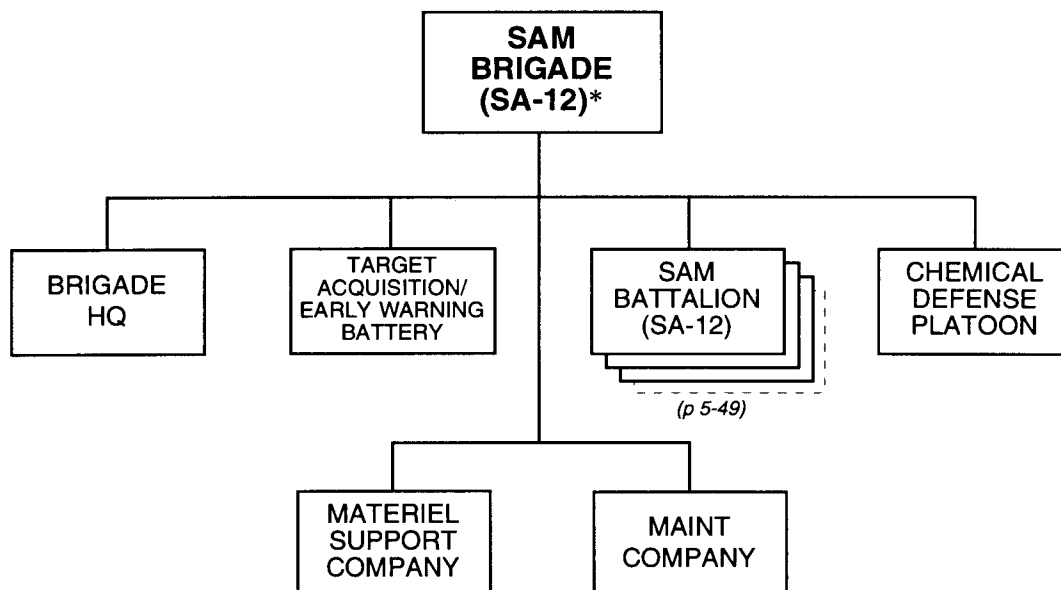 SAM
BRIGADE
(SA-12)*
BRIGADE
HQ
TARGET
ACQUISITION/
EARLY WARNING
BATTERY
SAM
BATTALION
(SA-12)
(p 5-49)
CHEMICAL
DEFENSE
PLATOON
MATERIEL
SUPPORT
COMPANY
MAINT
COMPANY